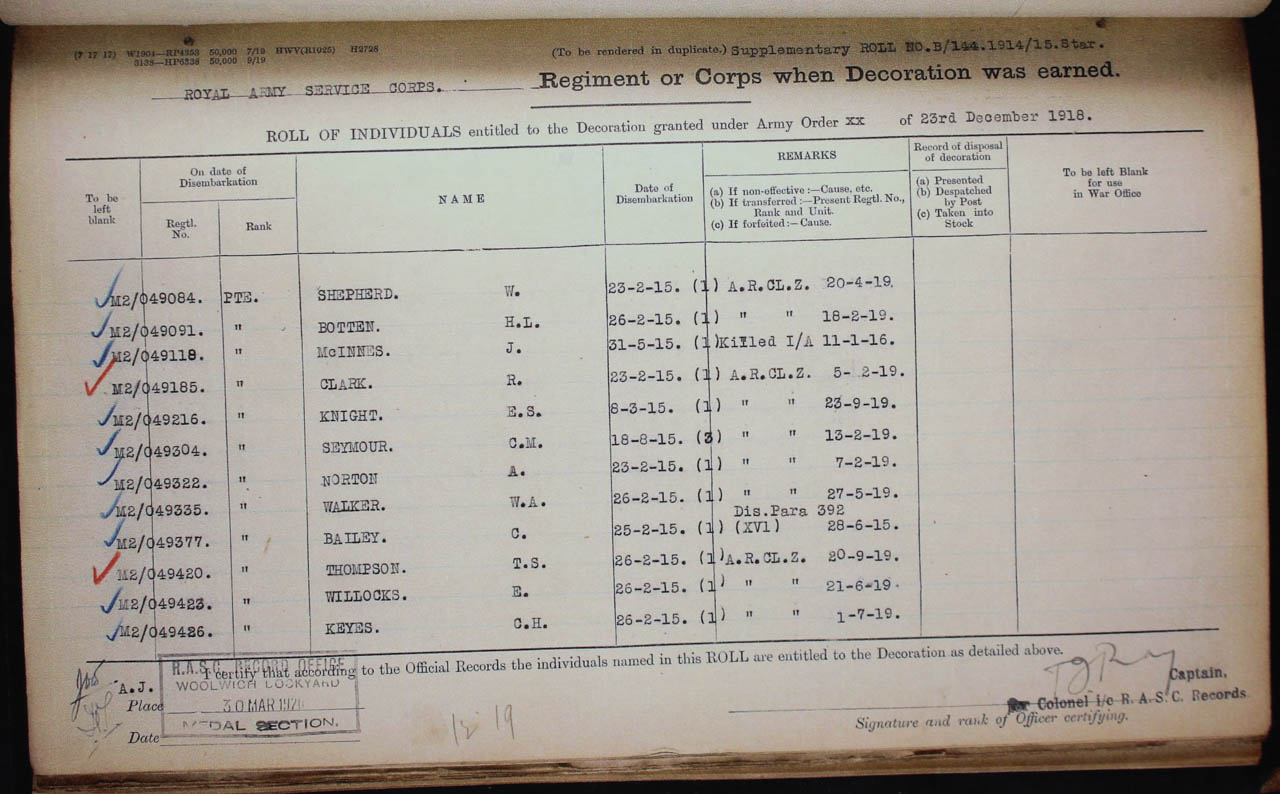 (7 17 17) W1904—RP4353 50,000 7/19 HWV(R1025) H2728
3138—HP6338 50,000 9/19
(To be rendered in duplicate.) Supplementary ROLL NO.B/144.1914/15.Star.
ROYAL ARMY SERVICE CORPS. Regiment or Corps when Decoration was earned.
ROLL OF INDIVIDUALS entitled to the Decoration granted under Army Order xx of 23rd December 1918.
To be left blank
On date of Disembarkation
Regtl. No.
Rank
NAME
Date of Disembarkation
REMARKS
(a) If non-effective :—Cause, etc.
(b) If transferred :—Present Regtl. No., Rank and Unit.
(c) If forfeited :—Cause.
Record of disposal of decoration
(a) Presented
(b) Despatched by Post
(c) Taken into Stock
To be left Blank for use in War Office
M2/049084. PTE. SHEPHERD. W. 23-2-15. (1) A.R.CL.Z. 20-4-19.
M2/049091. " BOTTEN. H.L. 26-2-15. (1) " " 18-2-19.
M2/049118. " McINNES. J. 31-5-15. (1) Killed I/A 11-1-16.
M2/049185. " CLARK. R. 23-2-15. (1) A.R.CL.Z. 5- 2-19.
M2/049216. " KNIGHT. E.S. 8-3-15. (1) " " 23-9-19.
M2/049304. " SEYMOUR. C.M. 18-8-15. (3) " " 13-2-19.
M2/049322. " NORTON A. 23-2-15. (1) " " 7-2-19.
M2/049335. " WALKER. W.A. 26-2-15. (1) " " 27-5-19.
Dis.Para 392
M2/049377. " BAILEY. C. 25-2-15. (1) (XVI) 28-6-15.
M2/049420. " THOMPSON. T.S. 26-2-15. (1) A.R.CL.Z. 20-9-19.
M2/049423. " WILLOCKS. E. 26-2-15. (1) " " 21-6-19.
M2/049426. " KEYES. C.H. 26-2-15. (1) " " 1-7-19.
I certify that according to the Official Records the individuals named in this ROLL are entitled to the Decoration as detailed above.
R.A.S.C. RECORD OFFICE
WOOLWICH DOCKYARD
30 MAR 1920
MEDAL SECTION.
A.J.
Place
Date
19
Captain,
for Colonel i/c R.A.S.C. Records
Signature and rank of Officer certifying.